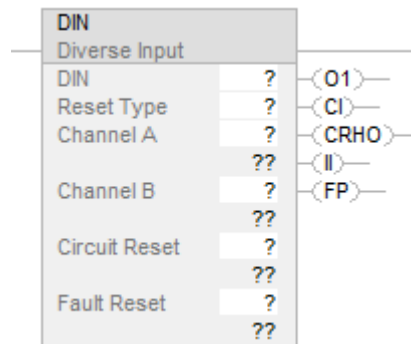 DIN
Diverse Input
DIN ? (O1)
Reset Type ? (CI)
Channel A ? (CRHO)
?? (II)
Channel B ? (FP)
??
Circuit Reset ?
??
Fault Reset ?
??